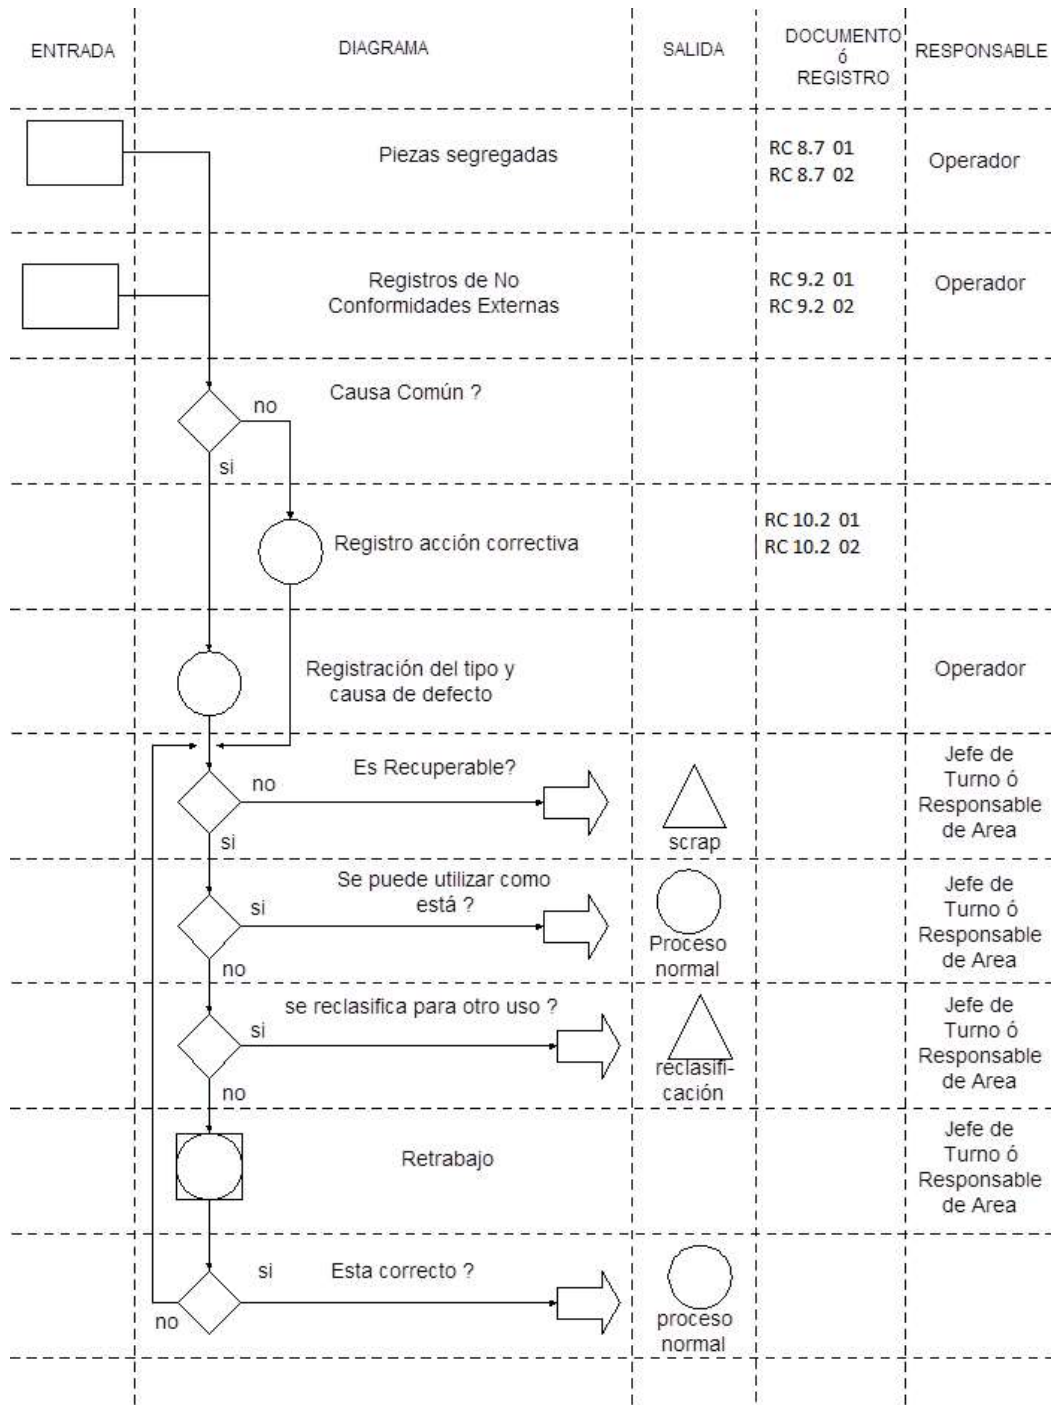 ENTRADA
DIAGRAMA
SALIDA
DOCUMENTO
ó
REGISTRO
RESPONSABLE
Piezas segregadas
RC 8.7 01
RC 8.7 02
Operador
Registros de No
Conformidades Externas
RC 9.2 01
RC 9.2 02
Operador
Causa Común ?
no
si
Registro acción correctiva
RC 10.2 01
RC 10.2 02
Registración del tipo y
causa de defecto
Operador
Es Recuperable?
no
si
scrap
Jefe de
Turno ó
Responsable
de Area
Se puede utilizar como
está ?
si
no
Proceso
normal
Jefe de
Turno ó
Responsable
de Area
se reclasifica para otro uso ?
si
no
reclasifi-
cación
Jefe de
Turno ó
Responsable
de Area
Retrabajo
Jefe de
Turno ó
Responsable
de Area
si
Esta correcto ?
no
proceso
normal